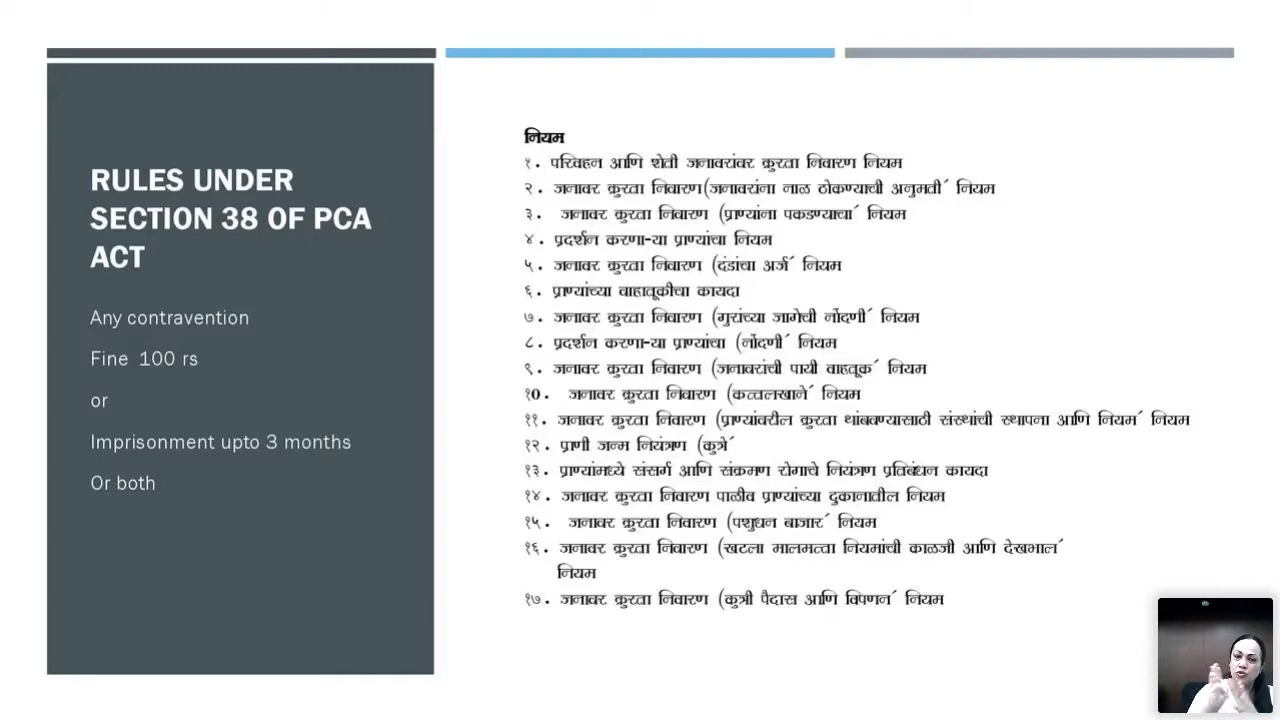 RULES UNDER
SECTION 38 OF PCA
ACT
Any contravention
Fine 100 rs
or
Imprisonment upto 3 months
Or both
नियम
१. परिवहन आणि शेती जनावरांवर क्रुरता निवारण नियम
२. जनावर क्रुरता निवारण(जनावरांना नाळ ठोकण्याची अनुमती´ नियम
३. जनावर क्रुरता निवारण (प्राण्यांना पकडण्याचा´ नियम
४. प्रदर्शन करणा-या प्राण्यांचा नियम
५. जनावर क्रुरता निवारण (दंडांचा अर्ज´ नियम
६. प्राण्यांच्या वाहातूकीचा कायदा
७. जनावर क्रुरता निवारण (गुरांच्या जागेची नोंदणी´ नियम
८. प्रदर्शन करणा-या प्राण्यांचा (नोंदणी´ नियम
९. जनावर क्रुरता निवारण (जनावरांची पायी वाहतूक´ नियम
१0. जनावर क्रुरता निवारण (कत्तलखाने´ नियम
११. जनावर क्रुरता निवारण (प्राण्यांवरील क्रुरता थांबवण्यासाठी संस्थांची स्थापना आणि नियम´ नियम
१२. प्राणी जन्म नियंत्रण (कुत्रे´
१३. प्राण्यांमध्ये संसर्ग आणि संक्रमण रोगाचे नियंत्रण प्रतिबंधन कायदा
१४. जनावर क्रुरता निवारण पाळीव प्राण्यांच्या दुकानातील नियम
१५. जनावर क्रुरता निवारण (पशुधन बाजार´ नियम
१६. जनावर क्रुरता निवारण (खटला मालमत्ता नियमांची काळजी आणि देखभाल´
नियम
१७. जनावर क्रुरता निवारण (कुत्री पैदास आणि विपणन´ नियम